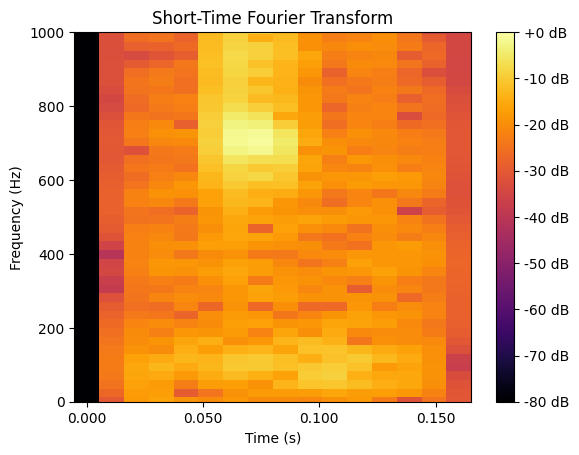 Short-Time Fourier Transform
1000
800
600
400
200
0
Frequency (Hz)
0.000
0.050
0.100
0.150
Time (s)
+0 dB
-10 dB
-20 dB
-30 dB
-40 dB
-50 dB
-60 dB
-70 dB
-80 dB